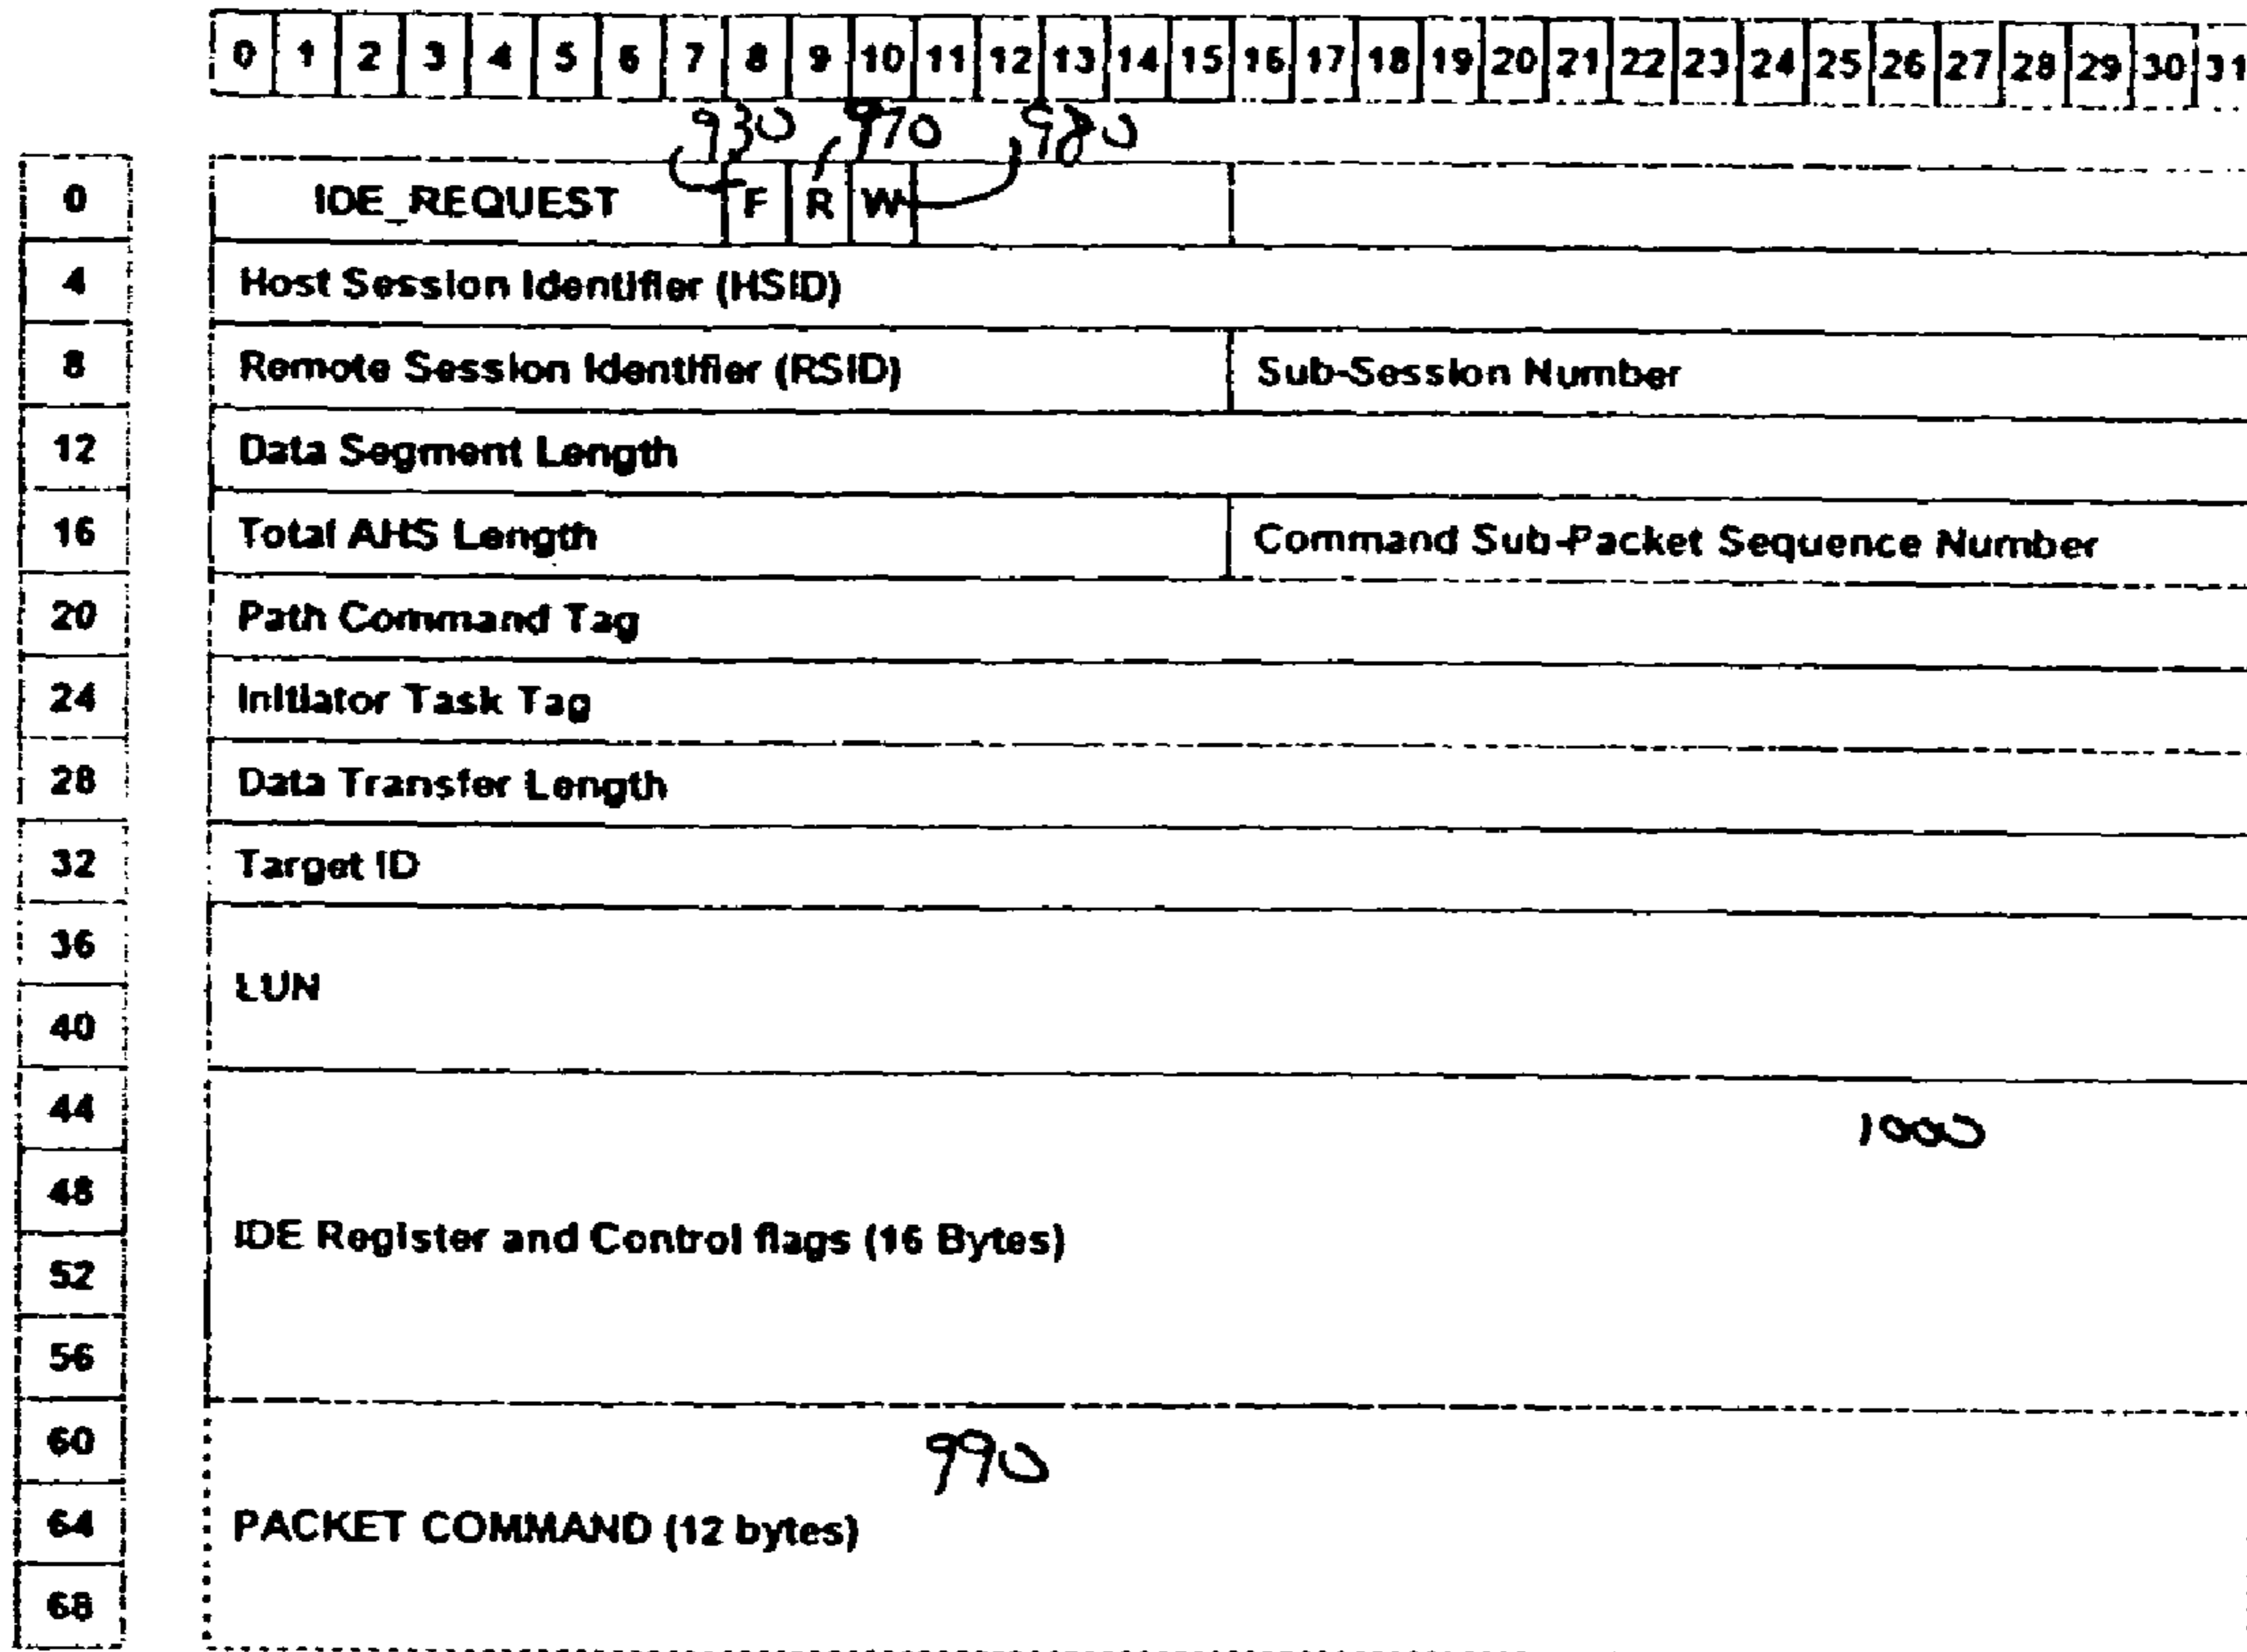 0 1 2 3 4 5 6 7 8 9 10 11 12 13 14 15 16 17 18 19 20 21 22 23 24 25 26 27 28 29 30 31
930 970 980
0 IDE_REQUEST F R W
4 Host Session Identifier (HSID)
8 Remote Session Identifier (RSID) Sub-Session Number
12 Data Segment Length
16 Total AHS Length Command Sub-Packet Sequence Number
20 Path Command Tag
24 Initiator Task Tag
28 Data Transfer Length
32 Target ID
36
LUN
40
44
1000
48
IDE Register and Control flags (16 Bytes)
52
56
60
990
64 PACKET COMMAND (12 bytes)
68